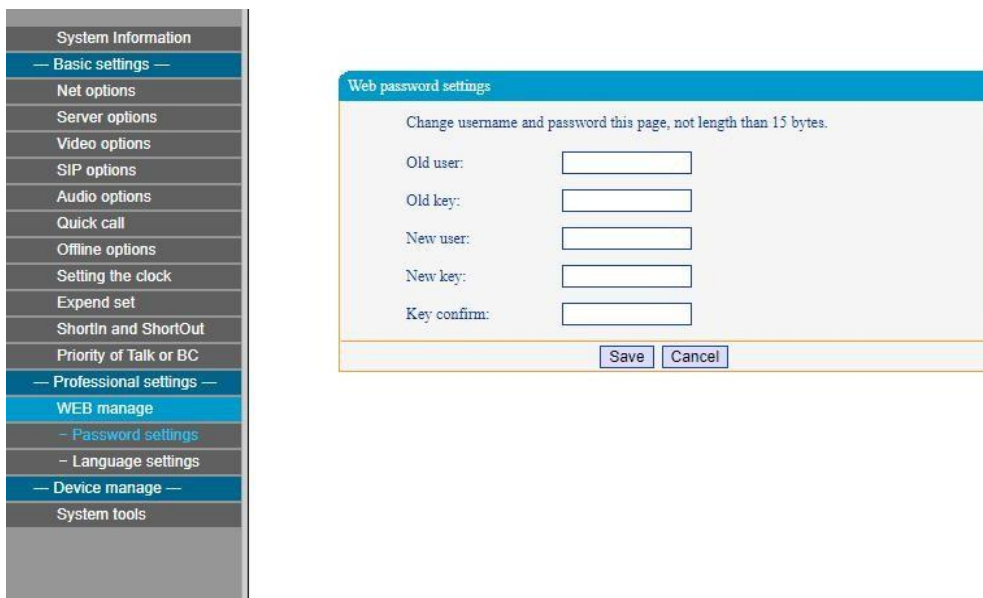 System Information
— Basic settings —
Net options
Server options
Video options
SIP options
Audio options
Quick call
Offline options
Setting the clock
Expend set
ShortIn and ShortOut
Priority of Talk or BC
— Professional settings —
WEB manage
− Password settings
− Language settings
— Device manage —
System tools
Web password settings
Change username and password this page, not length than 15 bytes.
Old user:
Old key:
New user:
New key:
Key confirm:
Save Cancel